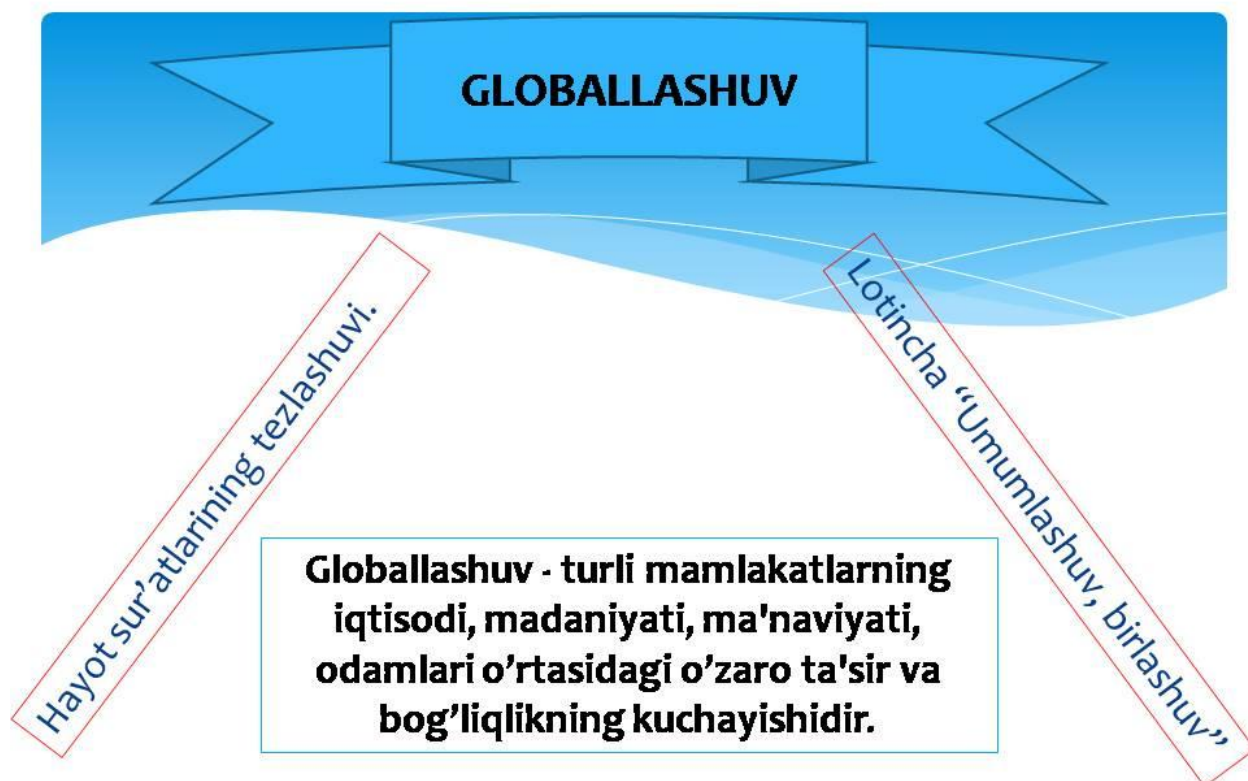 GLOBALLASHUV
Hayot sur’atlarining tezlashuvi.
Lotincha “Umumlashuv, birlashuv”
Globallashuv - turli mamlakatlarning
iqtisodi, madaniyati, ma'naviyati,
odamlari o’rtasidagi o’zaro ta'sir va
bog’liqlikning kuchayishidir.